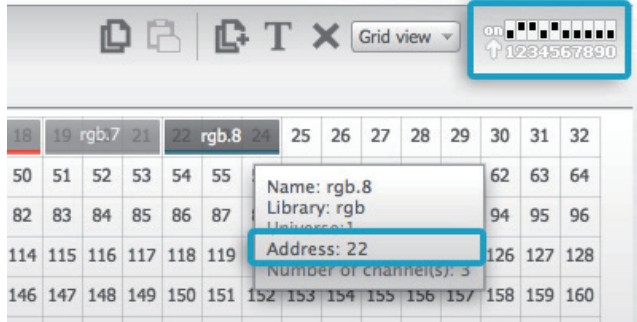 T Grid view
on
1234567890
18 19 rgb.7 21 22 rgb.8 24 25 26 27 28 29 30 31 32
50 51 52 53 54 55 62 63 64
Name: rgb.8
Library: rgb
82 83 84 85 86 87 94 95 96
Universe:1
Address: 22
114 115 116 117 118 119 126 127 128
Number of channel(s): 3
146 147 148 149 150 151 152 153 154 155 156 157 158 159 160